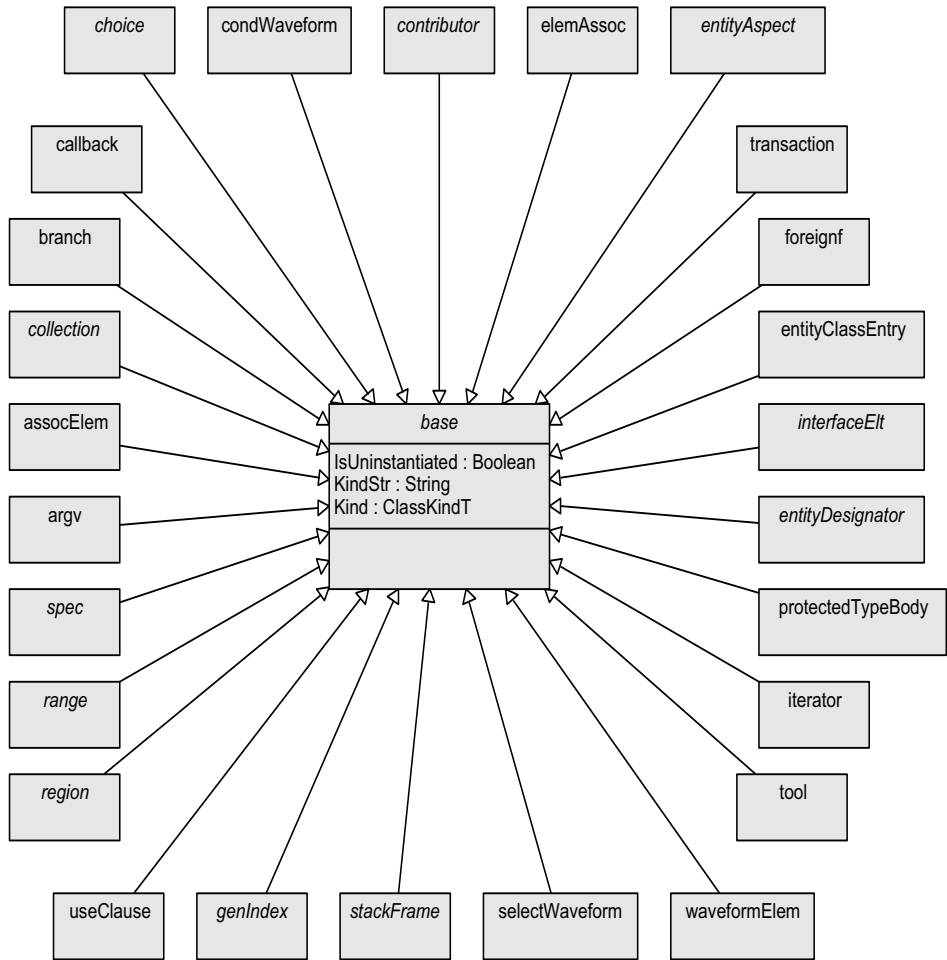 choice
condWaveform
contributor
elemAssoc
entityAspect
callback
transaction
branch
foreignf
collection
entityClassEntry
assocElem
base
interfaceElt
IsUninstantiated : Boolean
KindStr : String
Kind : ClassKindT
argv
entityDesignator
spec
protectedTypeBody
range
iterator
region
tool
useClause
genIndex
stackFrame
selectWaveform
waveformElem